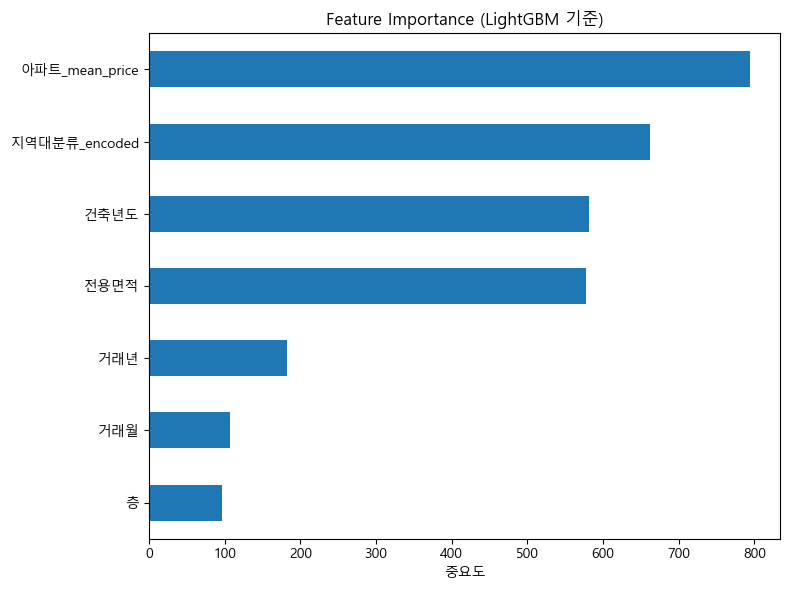 Feature Importance (LightGBM 기준)
아파트_mean_price
지역대분류_encoded
건축년도
전용면적
거래년
거래월
층
0 100 200 300 400 500 600 700 800
중요도